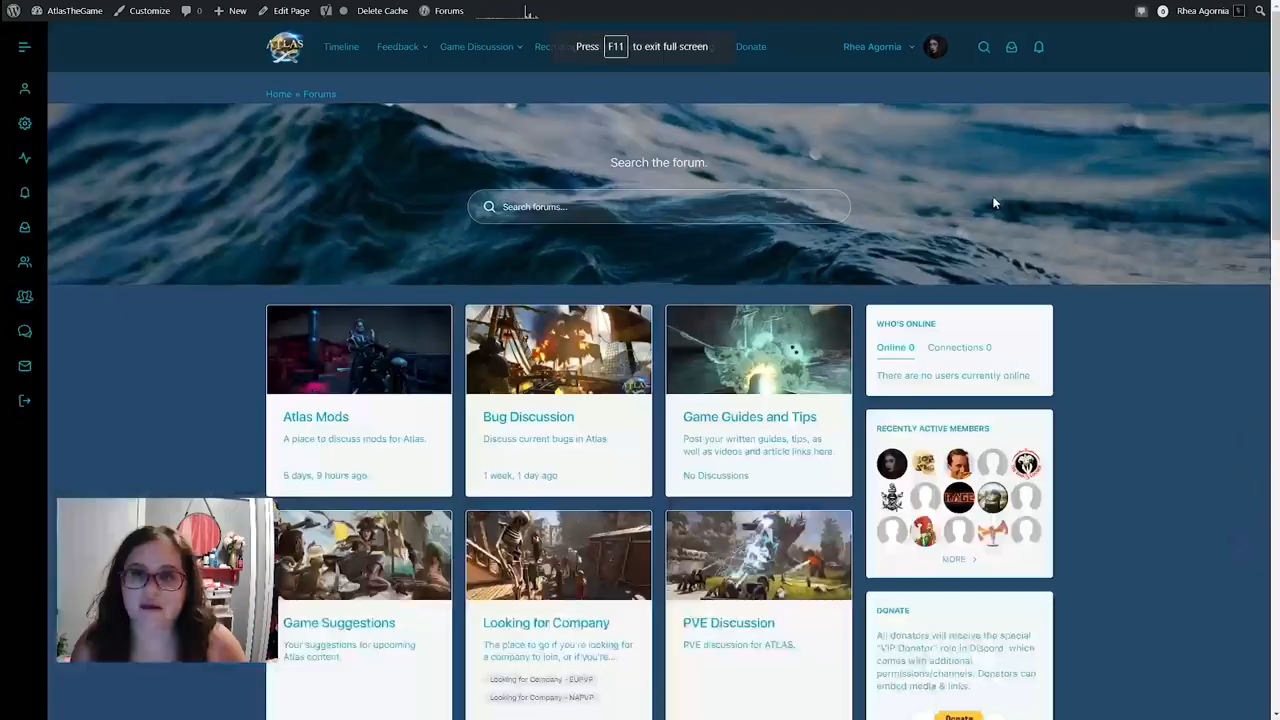 AtlasTheGame Customize 0 New Edit Page Delete Cache Forums 0 Rhea Agornia
ATLAS Timeline Feedback Game Discussion Donate Rhea Agornia
Press F11 to exit full screen
Home » Forums
Search the forum.
Search forums...
Atlas Mods
A place to discuss mods for Atlas.
5 days, 9 hours ago
Bug Discussion
Discuss current bugs in Atlas
1 week, 1 day ago
Game Guides and Tips
Post your written guides, tips, as
well as videos and article links here.
No Discussions
WHO'S ONLINE
Online 0 Connections 0
There are no users currently online
RECENTLY ACTIVE MEMBERS
RAGE
MORE >
Game Suggestions
Your suggestions for upcoming
Atlas content.
Looking for Company
The place to go if you're looking for
a company to join, or if you're...
Looking for Company - EUPVP
Looking for Company - NAPVP
PVE Discussion
PVE discussion for ATLAS.
DONATE
All donators will receive the special
"VIP Donator" role in Discord which
comes with additional
permissions/channels. Donators can
embed media & links.
Donate